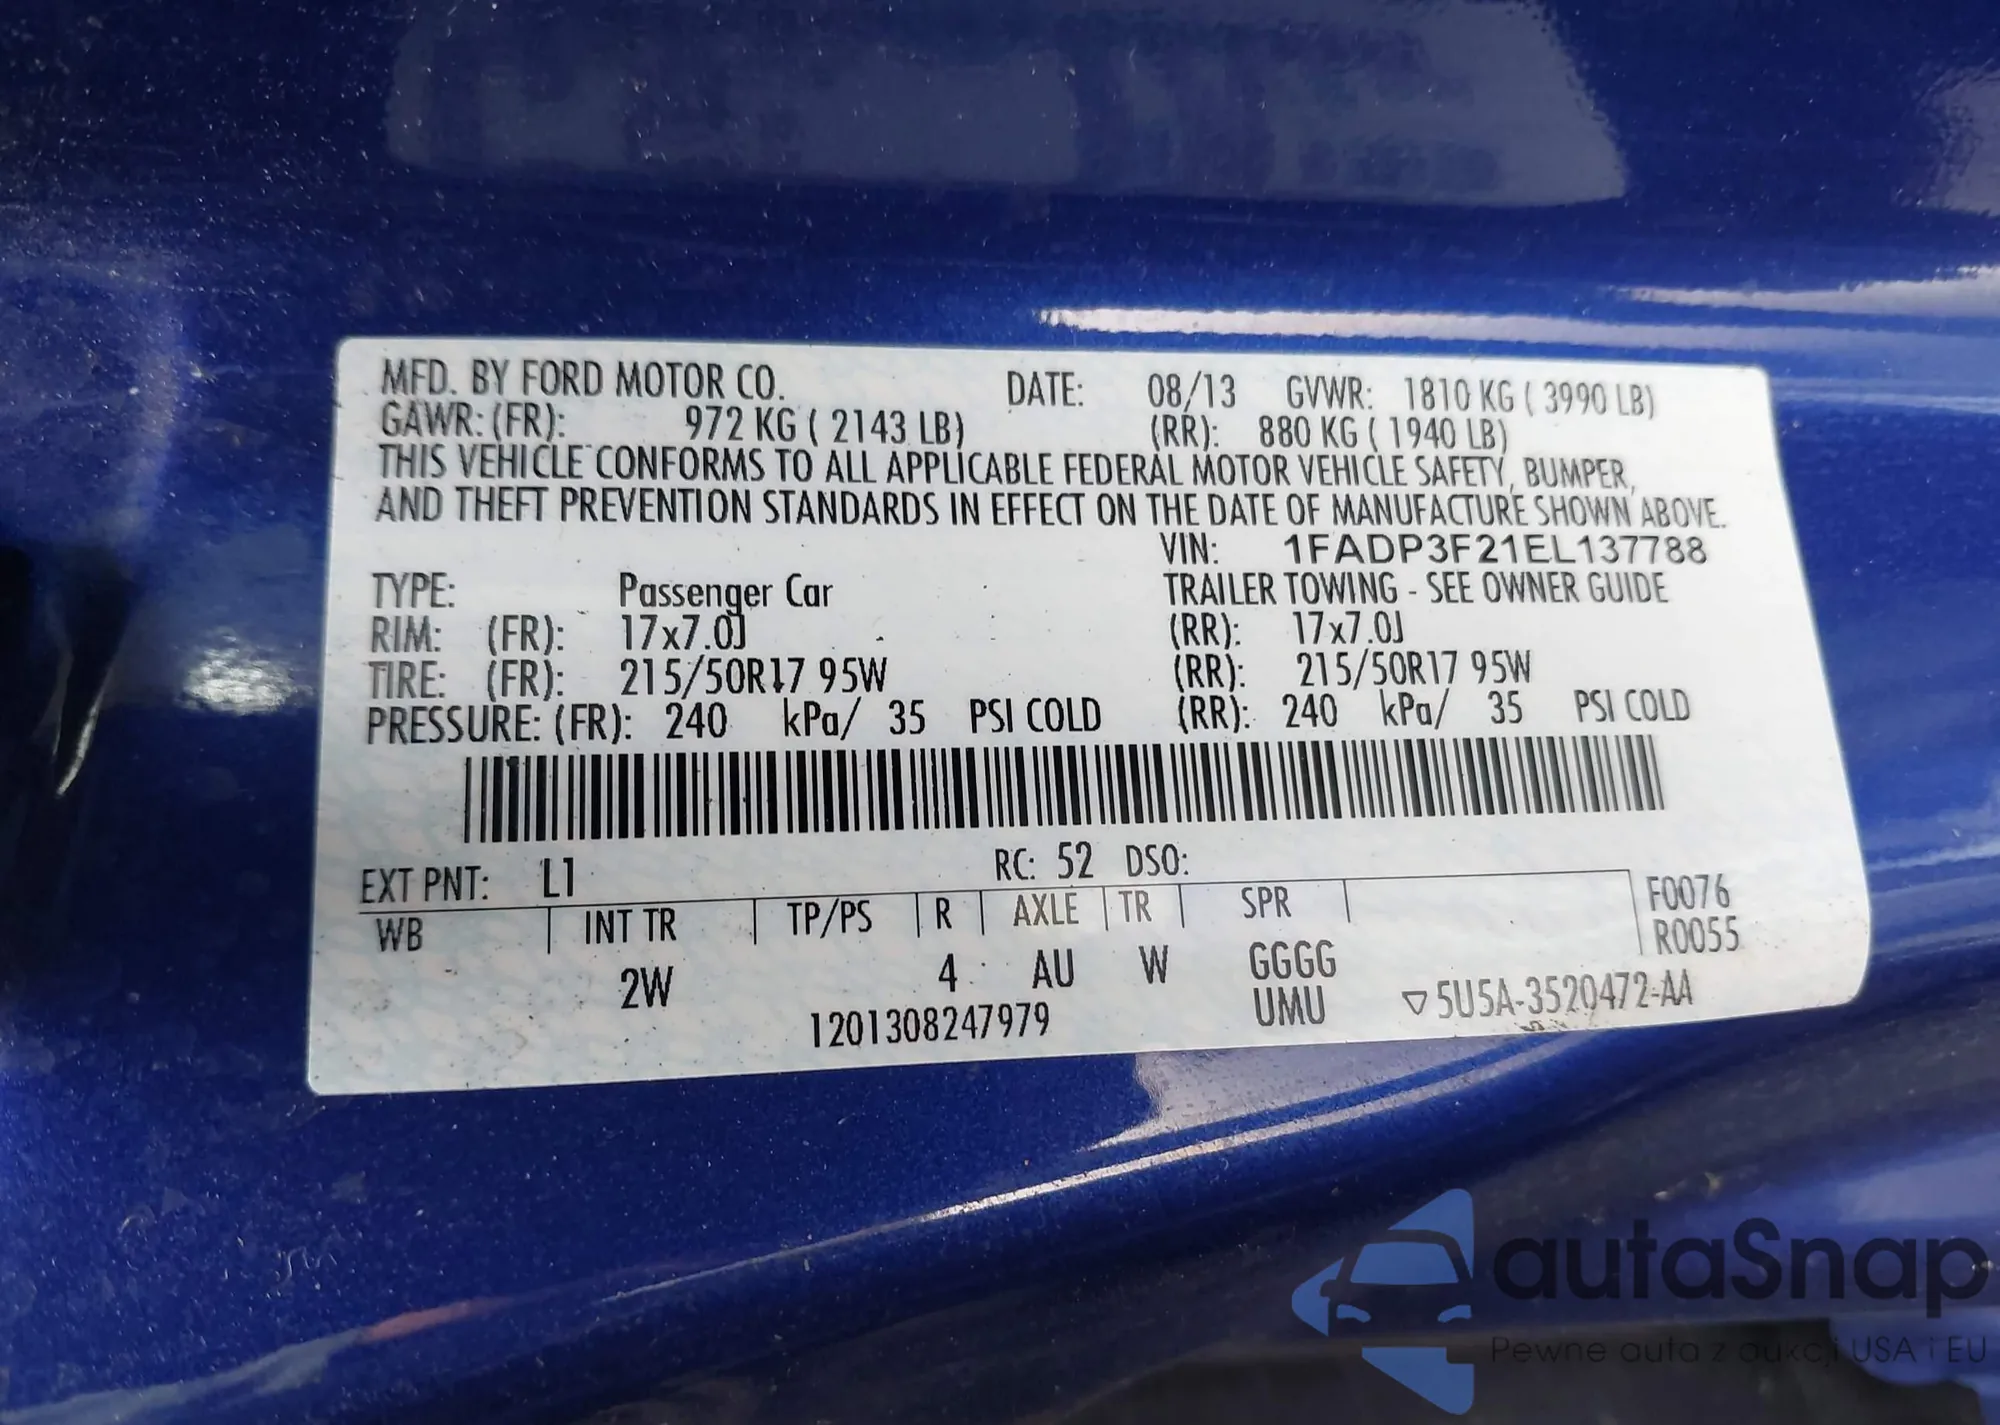 MFD. BY FORD MOTOR CO. DATE: 08/13 GVWR: 1810 KG ( 3990 LB)
GAWR: (FR): 972 KG ( 2143 LB) (RR): 880 KG ( 1940 LB)
THIS VEHICLE CONFORMS TO ALL APPLICABLE FEDERAL MOTOR VEHICLE SAFETY, BUMPER,
AND THEFT PREVENTION STANDARDS IN EFFECT ON THE DATE OF MANUFACTURE SHOWN ABOVE.
VIN: 1FADP3F21EL137788
TYPE: Passenger Car TRAILER TOWING - SEE OWNER GUIDE
RIM: (FR): 17x7.0J (RR): 17x7.0J
TIRE: (FR): 215/50R17 95W (RR): 215/50R17 95W
PRESSURE: (FR): 240 kPa/ 35 PSI COLD (RR): 240 kPa/ 35 PSI COLD
EXT PNT: L1 RC: 52 DSO:
WB INT TR TP/PS R AXLE TR SPR F0076
R0055
2W 4 AU W GGGG
1201308247979 UMU ▽5U5A-3520472-AA
autaSnap
Pewne auta z aukcji USA i EU